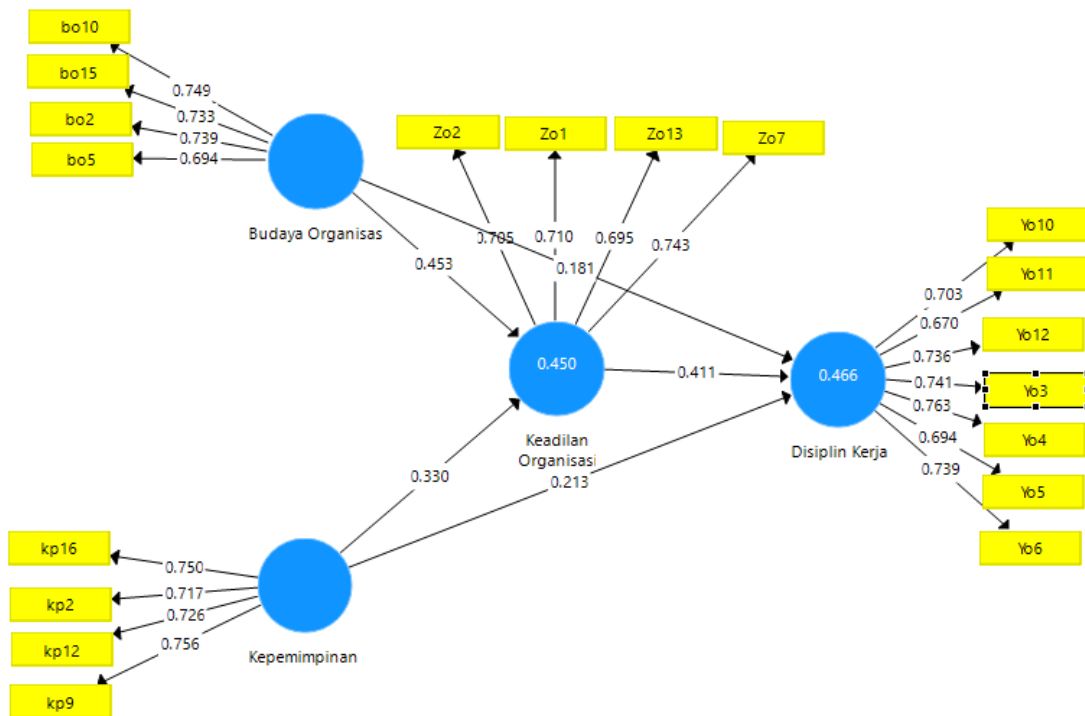 bo10
bo15
bo2
bo5
0.749
0.733
0.739
0.694
Budaya Organisas
Zo2
Zo1
Zo13
Zo7
0.705
0.710
0.695
0.743
0.453
0.181
0.450
Keadilan
Organisasi
0.411
0.330
0.213
0.466
Disiplin Kerja
Yo10
Yo11
Yo12
Yo3
Yo4
Yo5
Yo6
0.703
0.670
0.736
0.741
0.763
0.694
0.739
kp16
kp2
kp12
kp9
0.750
0.717
0.726
0.756
Kepemimpinan